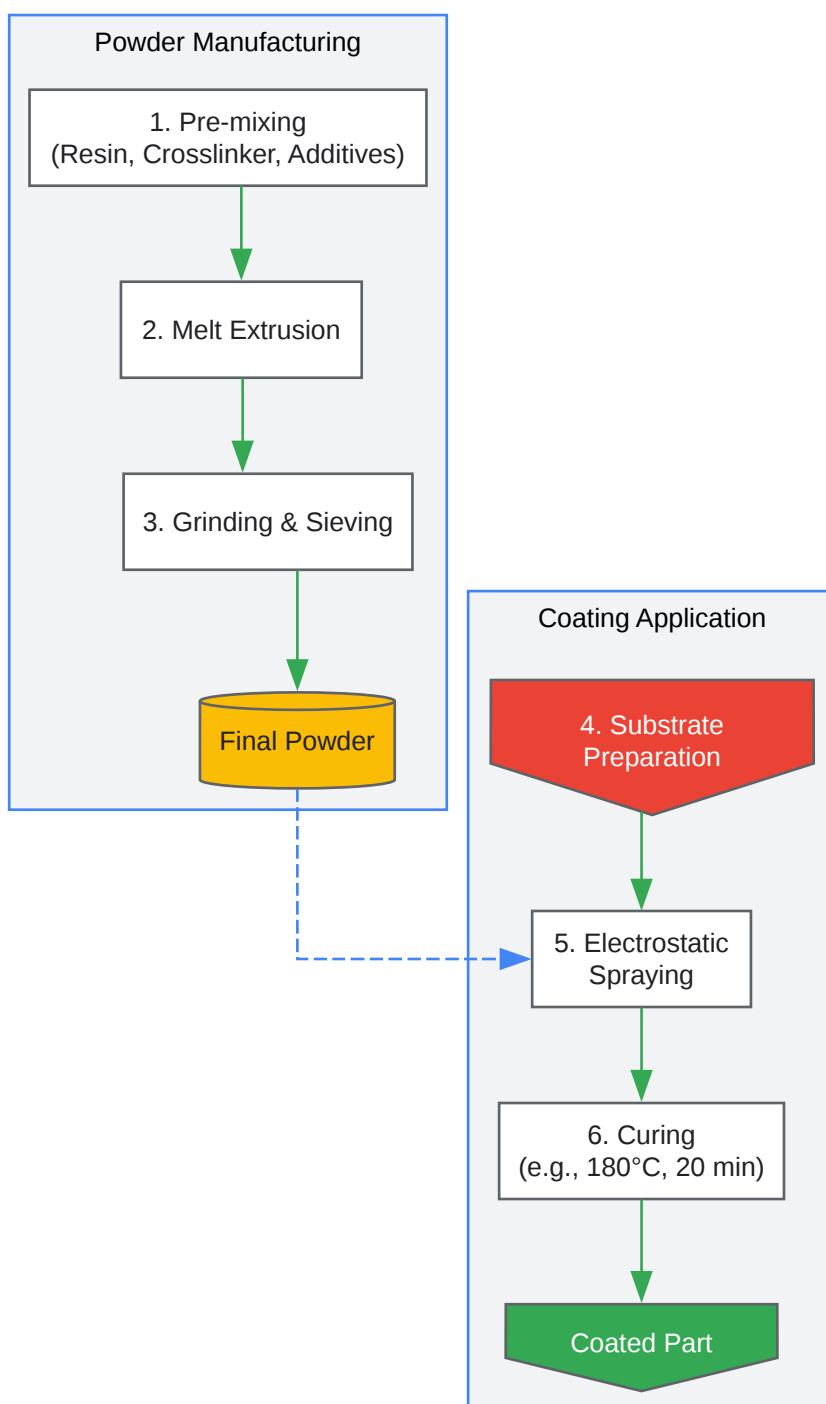 Powder Manufacturing
1. Pre-mixing
(Resin, Crosslinker, Additives)
2. Melt Extrusion
3. Grinding & Sieving
Final Powder
Coating Application
4. Substrate
Preparation
5. Electrostatic
Spraying
6. Curing
(e.g., 180°C, 20 min)
Coated Part